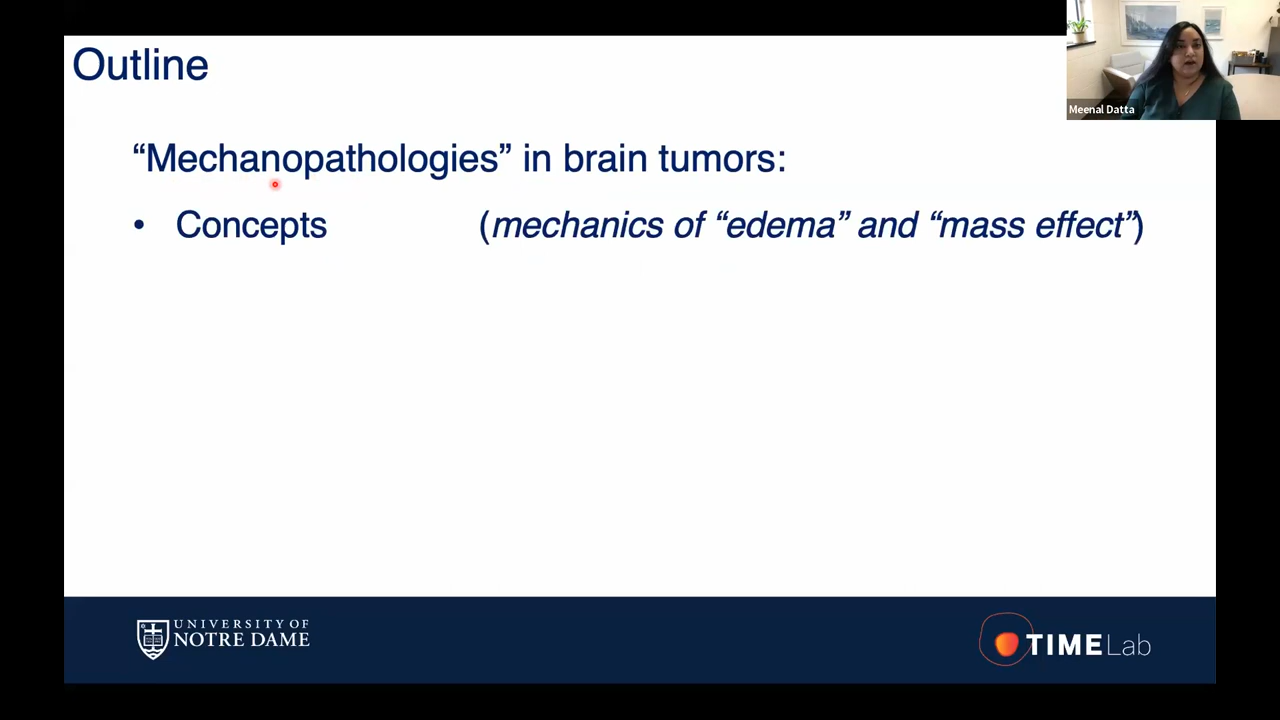 Outline
Meenal Datta
“Mechanopathologies” in brain tumors:
• Concepts (mechanics of “edema” and “mass effect”)
UNIVERSITY OF
NOTRE DAME
TIME Lab